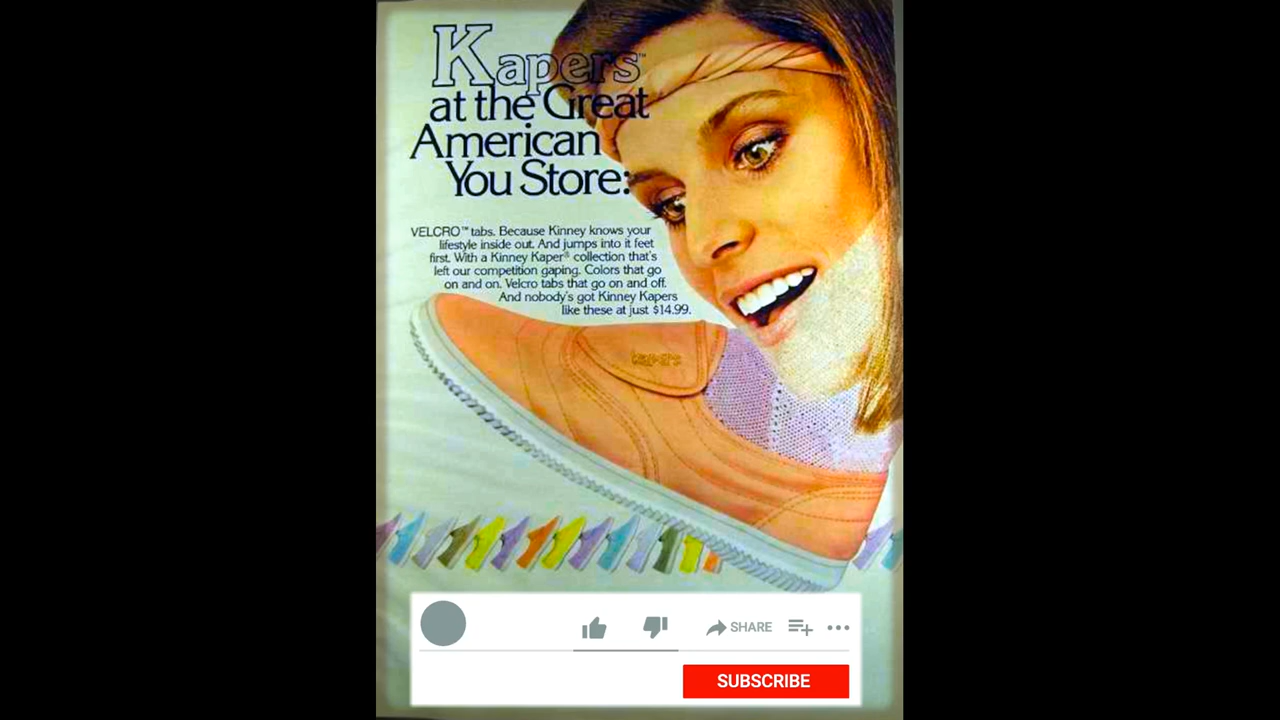 Kapers™
at the Great
American
You Store:
VELCRO™ tabs. Because Kinney knows your
lifestyle inside out. And jumps into it feet
first. With a Kinney Kaper® collection that's
left our competition gaping. Colors that go
on and on. Velcro tabs that go on and off.
And nobody's got Kinney Kapers
like these at just $14.99.
kapers
SHARE
SUBSCRIBE